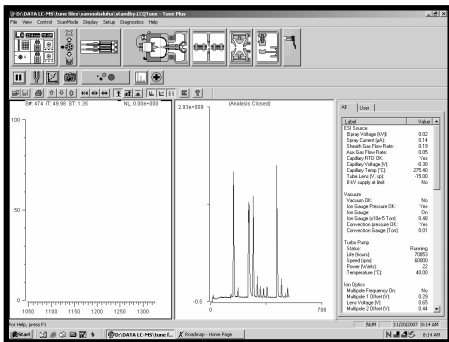 D:\DATA LC-MS\tune files\samoobsluha\standby.LCQTune - Tune Plus
File View Control ScanMode Display Setup Diagnostics Help
S#: 474 IT: 49.98 ST: 1.35 NL: 0.00e+000
2.83e+000 (Analysis Closed)
100
50
0
1050 1100 1150 1200 1250 1300
-0.5
0 700
All User
Label Value
ESI Source
Spray Voltage (kV) 0.02
Spray Current (µA) 0.14
Sheath Gas Flow Rate: 0.19
Aux Gas Flow Rate: 0.05
Capillary RTD OK: Yes
Capillary Voltage (V) -0.30
Capillary Temp (°C) 275.40
Tube Lens (V, sp): -15.00
8 kV supply at limit No
Vacuum
Vacuum OK: No
Ion Gauge Pressure OK: Yes
Ion Gauge: On
Ion Gauge (x10e-5 Torr) 0.48
Convection pressure OK: Yes
Convection Gauge (Torr) 0.01
Turbo Pump
Status: Running
Life (hours) 70853
Speed (rpm) 60000
Power (Watts): 22
Temperature (°C) 40.00
Ion Optics
Multipole Frequency On: No
Multipole 1 Offset (V) 0.29
Lens Voltage (V) 0.65
Multipole 2 Offset (V) 0.44
For Help, press F1
NUM 8:14 AM
Start D:\DATA LC-MS\tune f... Roadmap - Home Page 8:14 AM